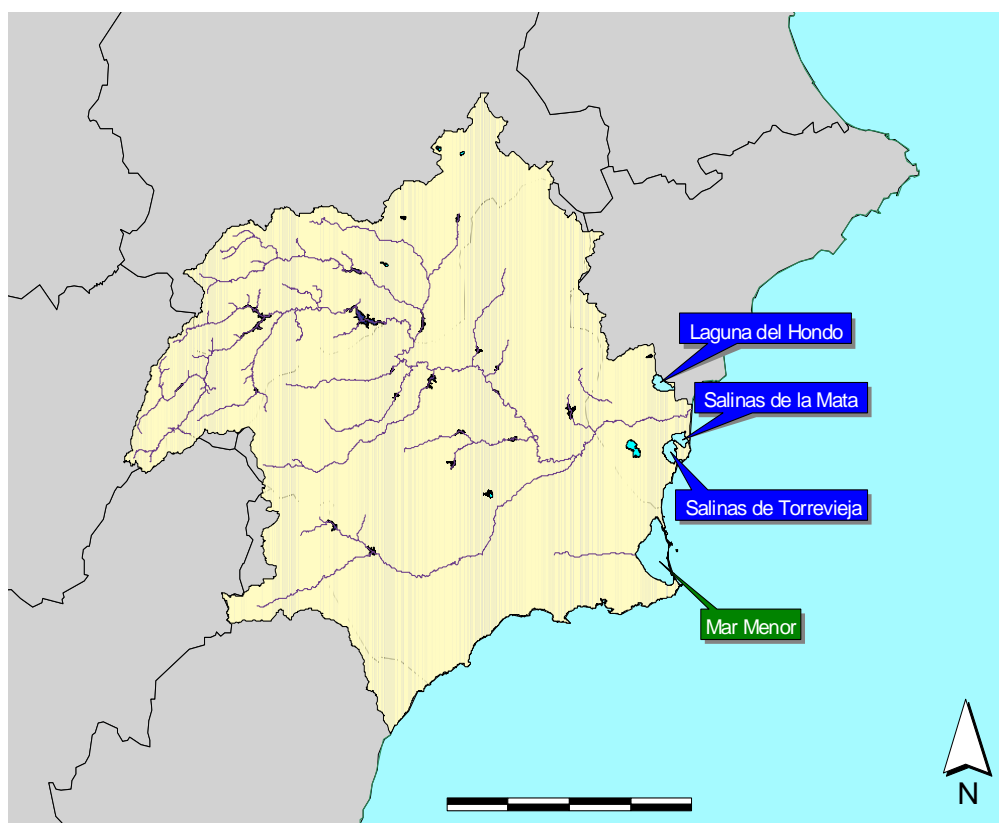 Laguna del Hondo
Salinas de la Mata
Salinas de Torrevieja
Mar Menor
N